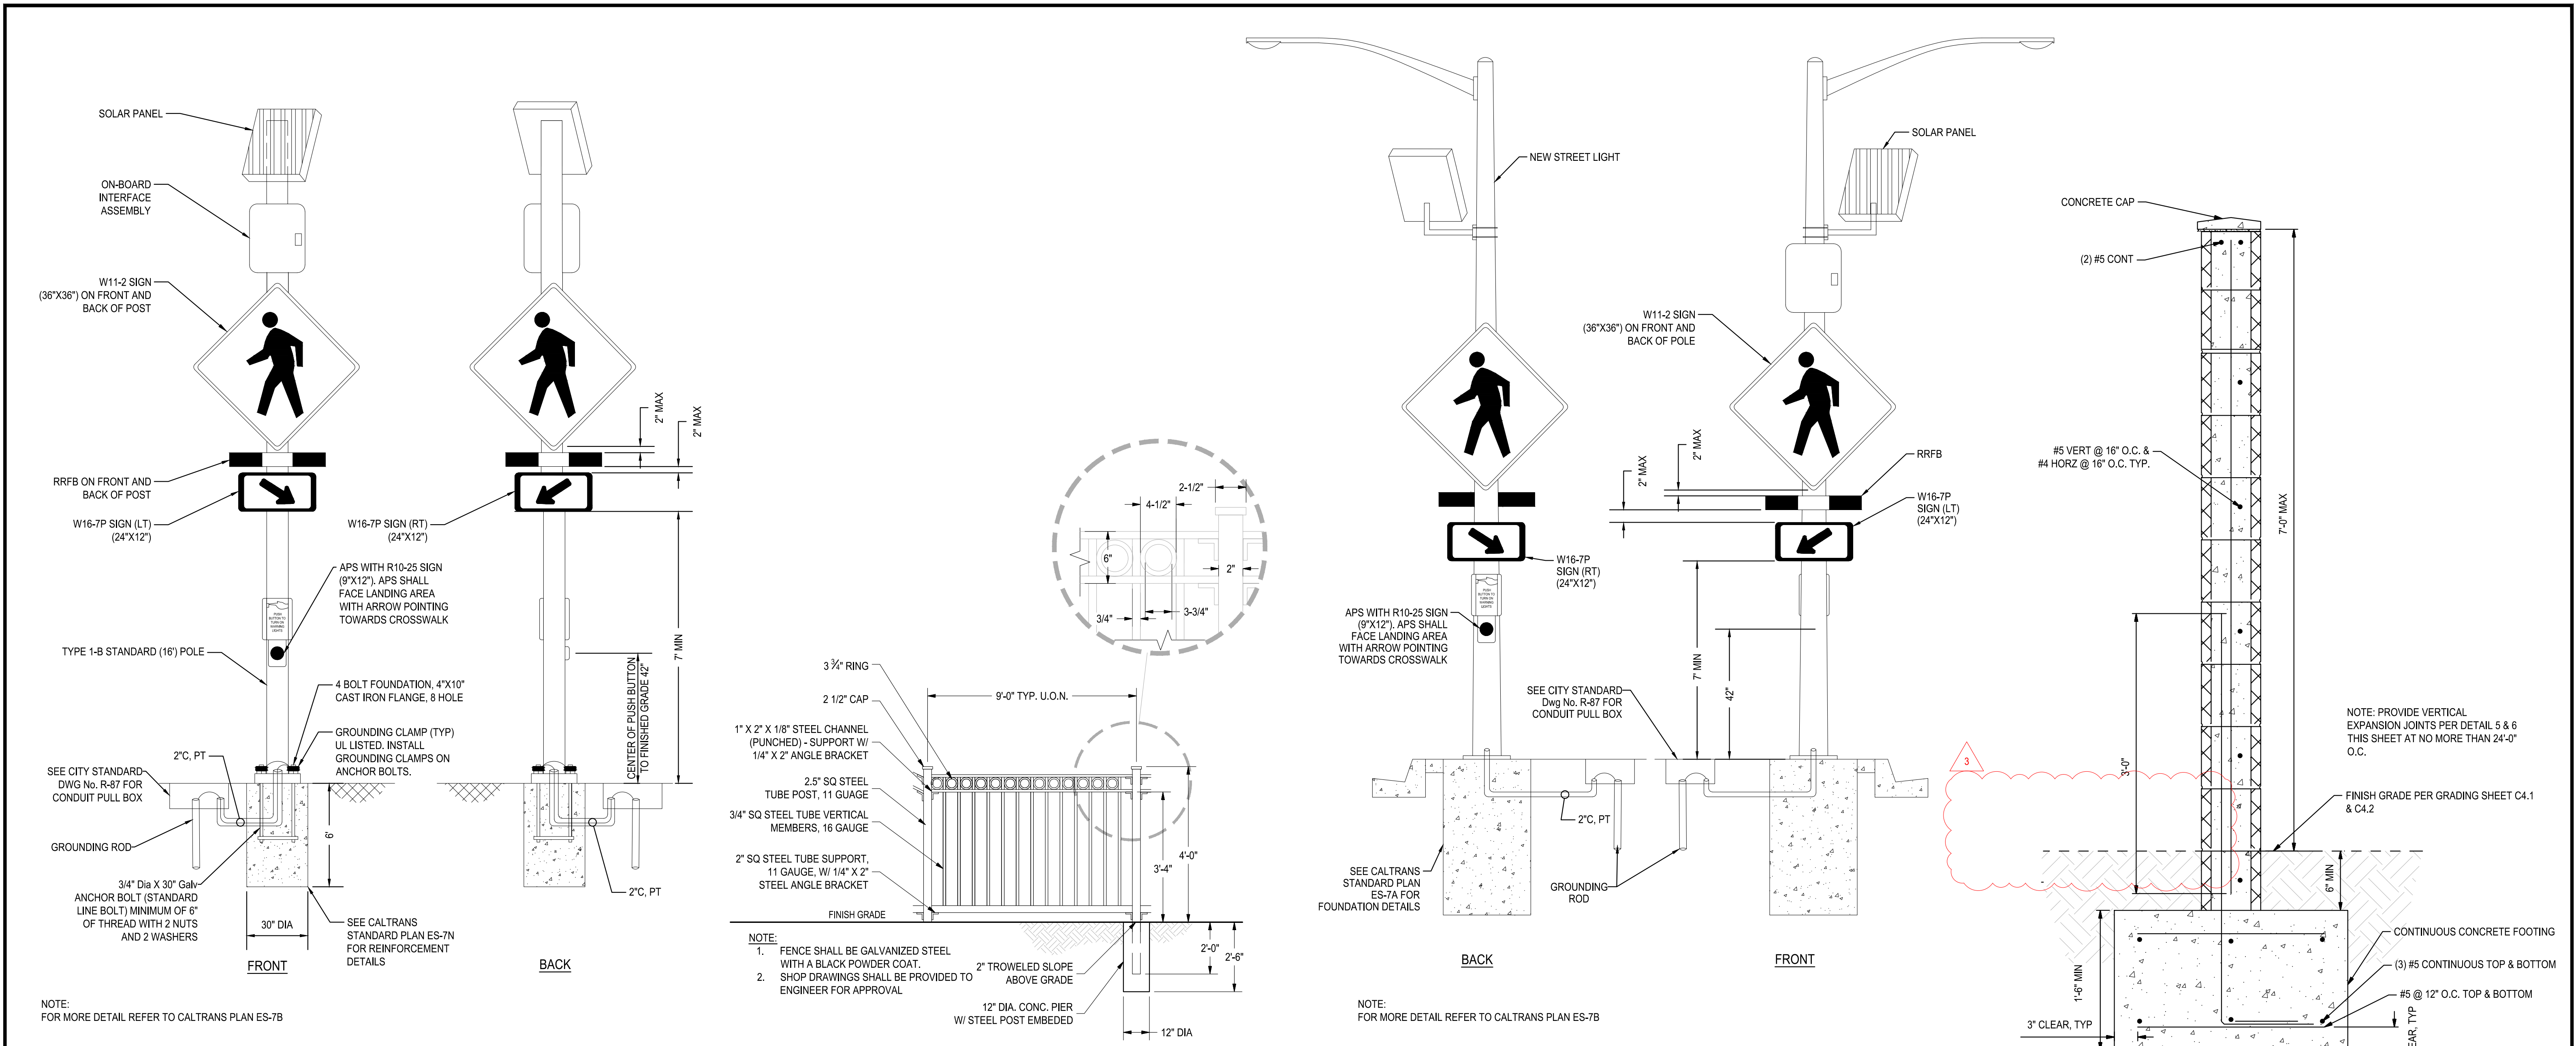 SOLAR PANEL
ON-BOARD
INTERFACE
ASSEMBLY
W11-2 SIGN
(36"X36") ON FRONT AND
BACK OF POST
RRFB ON FRONT AND
BACK OF POST
W16-7P SIGN (LT)
(24"X12")
TYPE 1-B STANDARD (16') POLE
2"C, PT
SEE CITY STANDARD
DWG No. R-87 FOR
CONDUIT PULL BOX
GROUNDING ROD
3/4" Dia X 30" Galv
ANCHOR BOLT (STANDARD
LINE BOLT) MINIMUM OF 6"
OF THREAD WITH 2 NUTS
AND 2 WASHERS
PUSH
BUTTON TO
TURN ON
WARNING
LIGHTS
APS WITH R10-25 SIGN
(9"X12"). APS SHALL
FACE LANDING AREA
WITH ARROW POINTING
TOWARDS CROSSWALK
4 BOLT FOUNDATION, 4"X10"
CAST IRON FLANGE, 8 HOLE
GROUNDING CLAMP (TYP)
UL LISTED. INSTALL
GROUNDING CLAMPS ON
ANCHOR BOLTS.
6'
30" DIA
SEE CALTRANS
STANDARD PLAN ES-7N
FOR REINFORCEMENT
DETAILS
FRONT
NOTE:
FOR MORE DETAIL REFER TO CALTRANS PLAN ES-7B
W16-7P SIGN (RT)
(24"X12")
2" MAX
2" MAX
7' MIN
CENTER OF PUSH BUTTON
TO FINISHED GRADE 42"
2"C, PT
BACK
2-1/2"
4-1/2"
6"
2"
3-3/4"
3/4"
3 3/4" RING
2 1/2" CAP
9'-0" TYP. U.O.N.
1" X 2" X 1/8" STEEL CHANNEL
(PUNCHED) - SUPPORT W/
1/4" X 2" ANGLE BRACKET
2.5" SQ STEEL
TUBE POST, 11 GUAGE
3/4" SQ STEEL TUBE VERTICAL
MEMBERS, 16 GAUGE
2" SQ STEEL TUBE SUPPORT,
11 GAUGE, W/ 1/4" X 2"
STEEL ANGLE BRACKET
FINISH GRADE
4'-0"
3'-4"
2'-0"
2'-6"
NOTE:
1. FENCE SHALL BE GALVANIZED STEEL
WITH A BLACK POWDER COAT.
2. SHOP DRAWINGS SHALL BE PROVIDED TO
ENGINEER FOR APPROVAL
2" TROWELED SLOPE
ABOVE GRADE
12" DIA. CONC. PIER
W/ STEEL POST EMBEDED
12" DIA
NEW STREET LIGHT
SOLAR PANEL
W11-2 SIGN
(36"X36") ON FRONT AND
BACK OF POLE
2" MAX
2" MAX
RRFB
W16-7P
SIGN (LT)
(24"X12")
W16-7P
SIGN (RT)
(24"X12")
PUSH
BUTTON TO
TURN ON
WARNING
LIGHTS
APS WITH R10-25 SIGN
(9"X12"). APS SHALL
FACE LANDING AREA
WITH ARROW POINTING
TOWARDS CROSSWALK
7' MIN
42"
SEE CITY STANDARD
Dwg No. R-87 FOR
CONDUIT PULL BOX
2"C, PT
SEE CALTRANS
STANDARD PLAN
ES-7A FOR
FOUNDATION DETAILS
GROUNDING
ROD
BACK
FRONT
NOTE:
FOR MORE DETAIL REFER TO CALTRANS PLAN ES-7B
CONCRETE CAP
(2) #5 CONT
#5 VERT @ 16" O.C. &
#4 HORZ @ 16" O.C. TYP.
7'-0" MAX
3'-0"
3
NOTE: PROVIDE VERTICAL
EXPANSION JOINTS PER DETAIL 5 & 6
THIS SHEET AT NO MORE THAN 24'-0"
O.C.
FINISH GRADE PER GRADING SHEET C4.1
& C4.2
6" MIN
1'-6" MIN
CONTINUOUS CONCRETE FOOTING
(3) #5 CONTINUOUS TOP & BOTTOM
#5 @ 12" O.C. TOP & BOTTOM
3" CLEAR, TYP
EAR, TYP